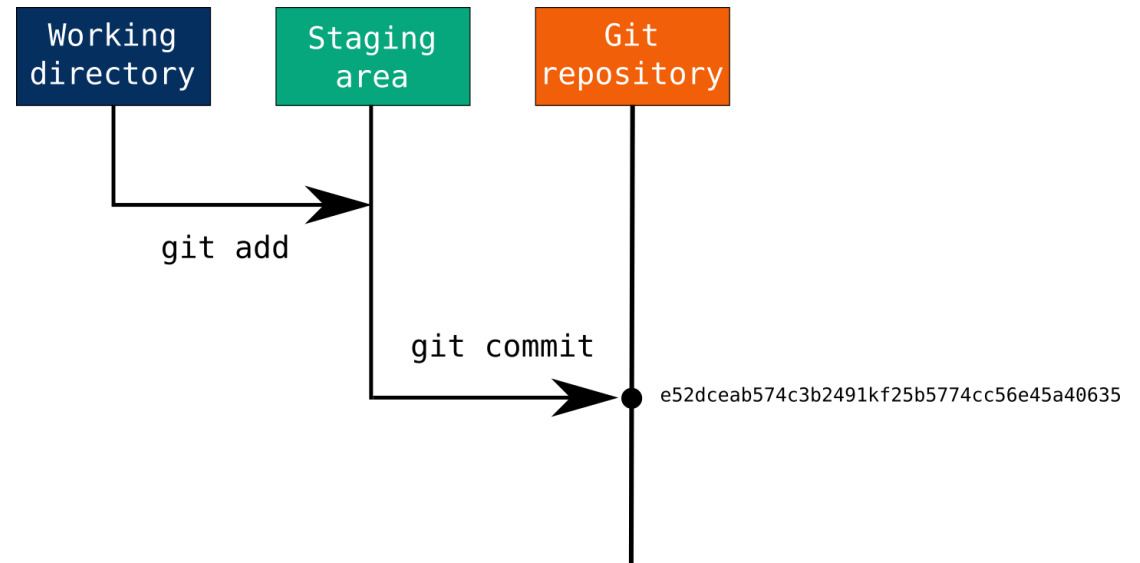 Working
directory
Staging
area
Git
repository
git add
git commit
e52dceab574c3b2491kf25b5774cc56e45a40635